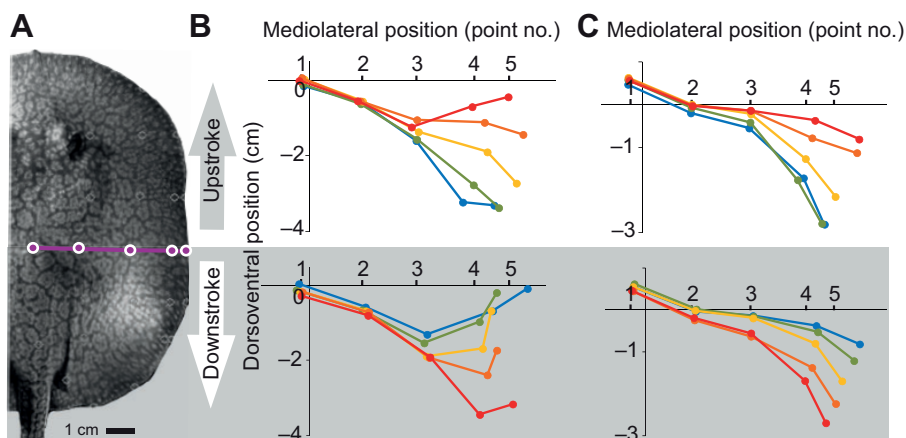 A
B
Mediolateral position (point no.)
C
Mediolateral position (point no.)
Upstroke
Downstroke
1 cm
Dorsoventral position (cm)
1 2 3 4 5
0
–2
–4
1 2 3 4 5
–1
–3
1 2 3 4 5
0
–2
–4
1 2 3 4 5
–1
–3